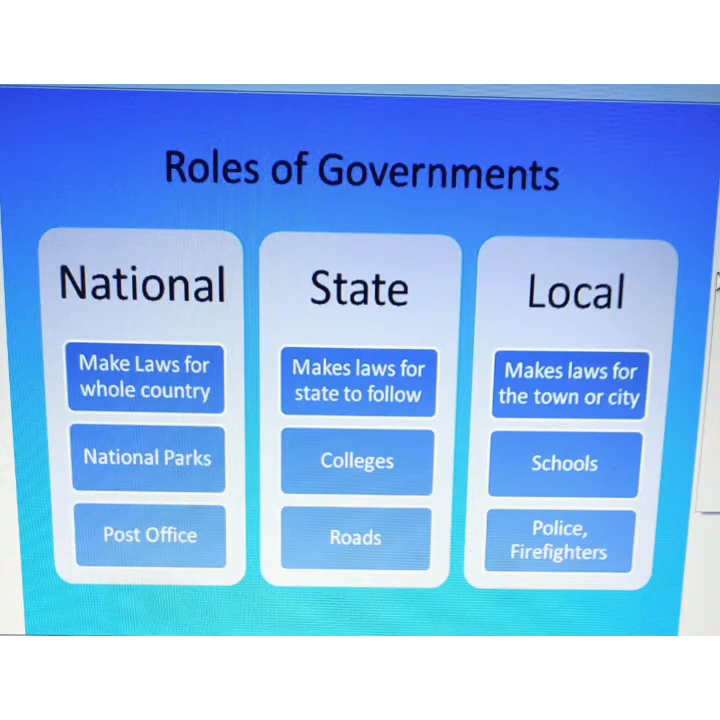 Roles of Governments
National
Make Laws for
whole country
National Parks
Post Office
State
Makes laws for
state to follow
Colleges
Roads
Local
Makes laws for
the town or city
Schools
Police,
Firefighters